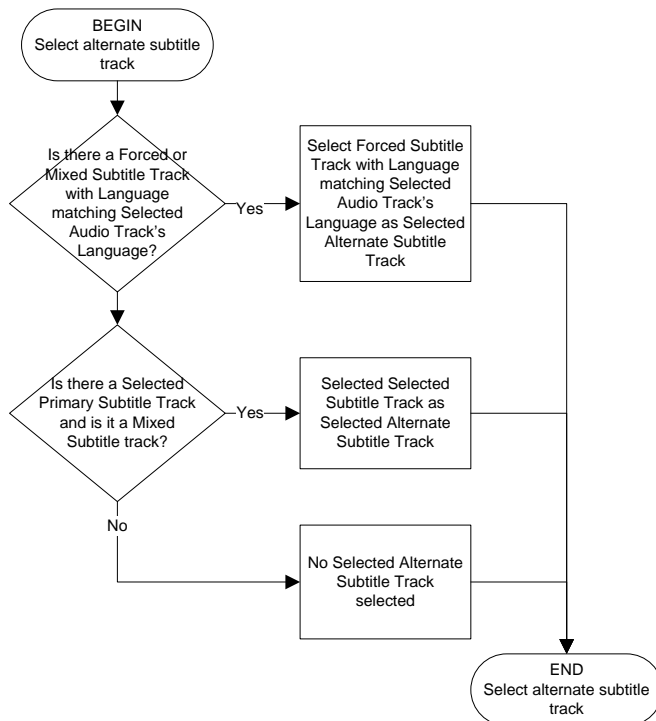 BEGIN
Select alternate subtitle
track
Is there a Forced or
Mixed Subtitle Track
with Language
matching Selected
Audio Track's
Language?
Yes
Select Forced Subtitle
Track with Language
matching Selected
Audio Track's
Language as Selected
Alternate Subtitle
Track
Is there a Selected
Primary Subtitle Track
and is it a Mixed
Subtitle track?
Yes
Selected Selected
Subtitle Track as
Selected Alternate
Subtitle Track
No
No Selected Alternate
Subtitle Track
selected
END
Select alternate subtitle
track